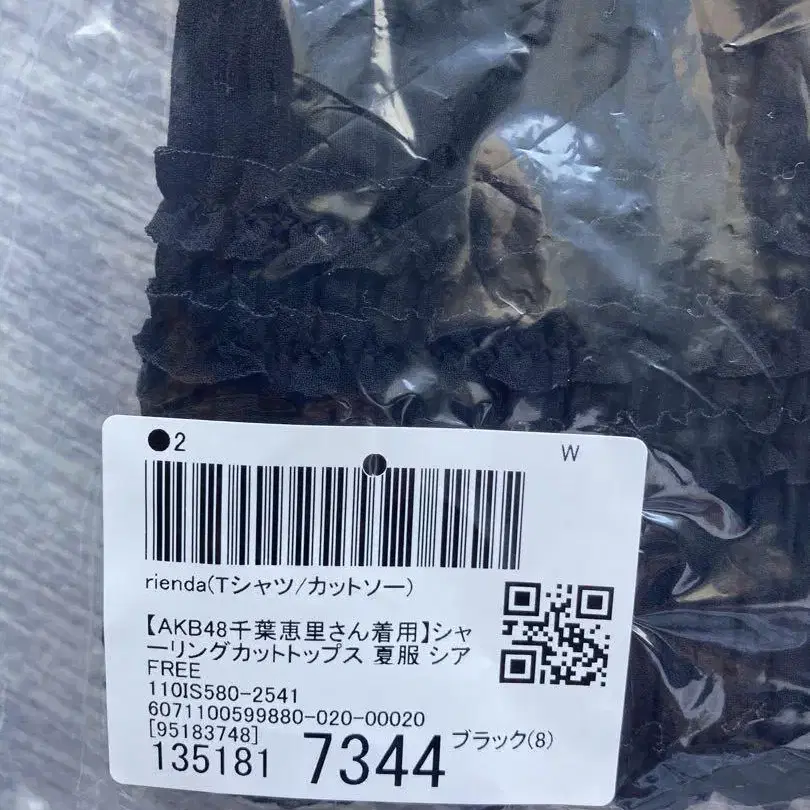 ●2
W
rienda(Tシャツ/カットソー)
【AKB48千葉恵里さん着用】シャ
ーリングカットトップス 夏服 シア
FREE
110IS580-2541
6071100599880-020-00020
[95183748]
ブラック(8)
135181 7344